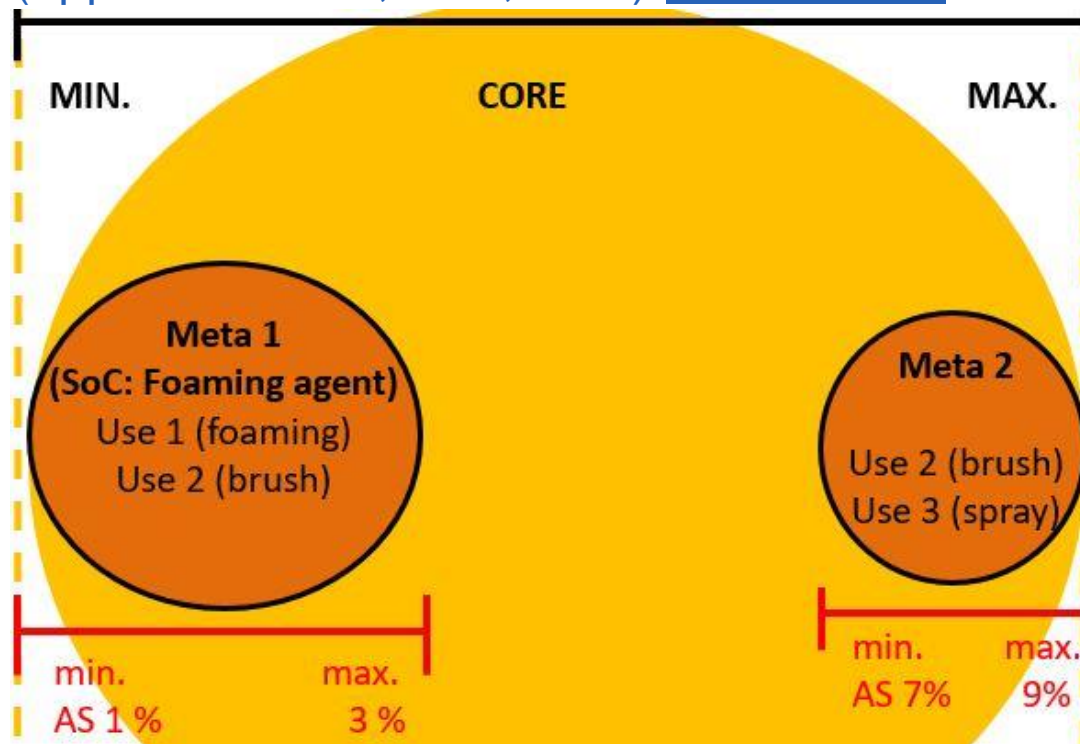 MIN. CORE MAX.
Meta 1
(SoC: Foaming agent)
Use 1 (foaming)
Use 2 (brush)
Meta 2
Use 2 (brush)
Use 3 (spray)
min. max.
AS 1 % 3 %
min. max.
AS 7% 9%